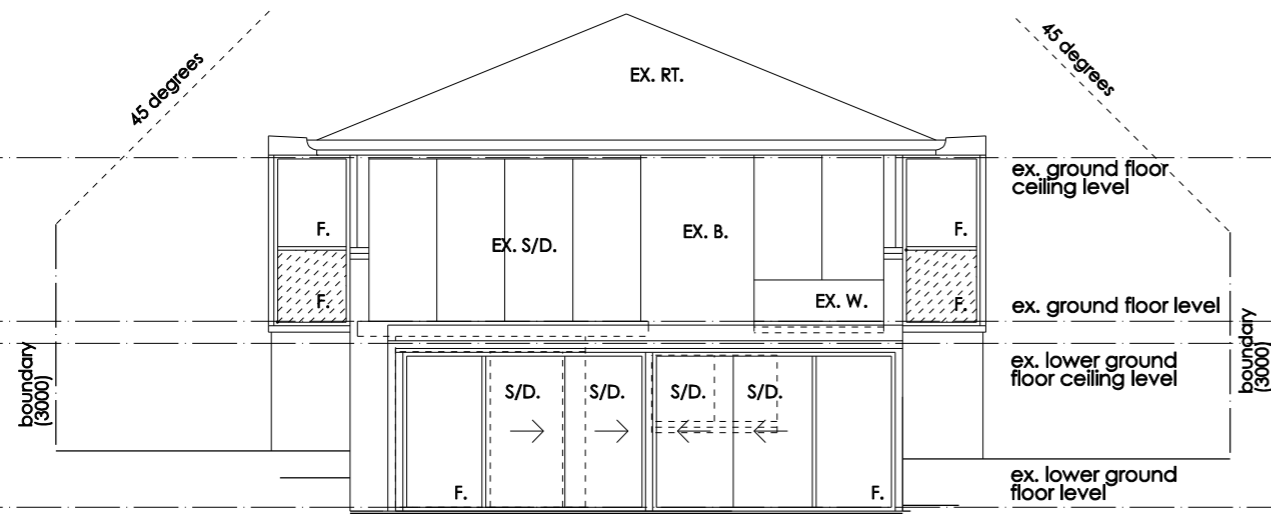 45 degrees
45 degrees
EX. RT.
ex. ground floor
ceiling level
F.
EX. S/D.
EX. B.
F.
F.
EX. W.
F.
ex. ground floor level
boundary
(3000)
boundary
(3000)
ex. lower ground
floor ceiling level
S/D.
S/D.
S/D.
S/D.
F.
F.
ex. lower ground
floor level